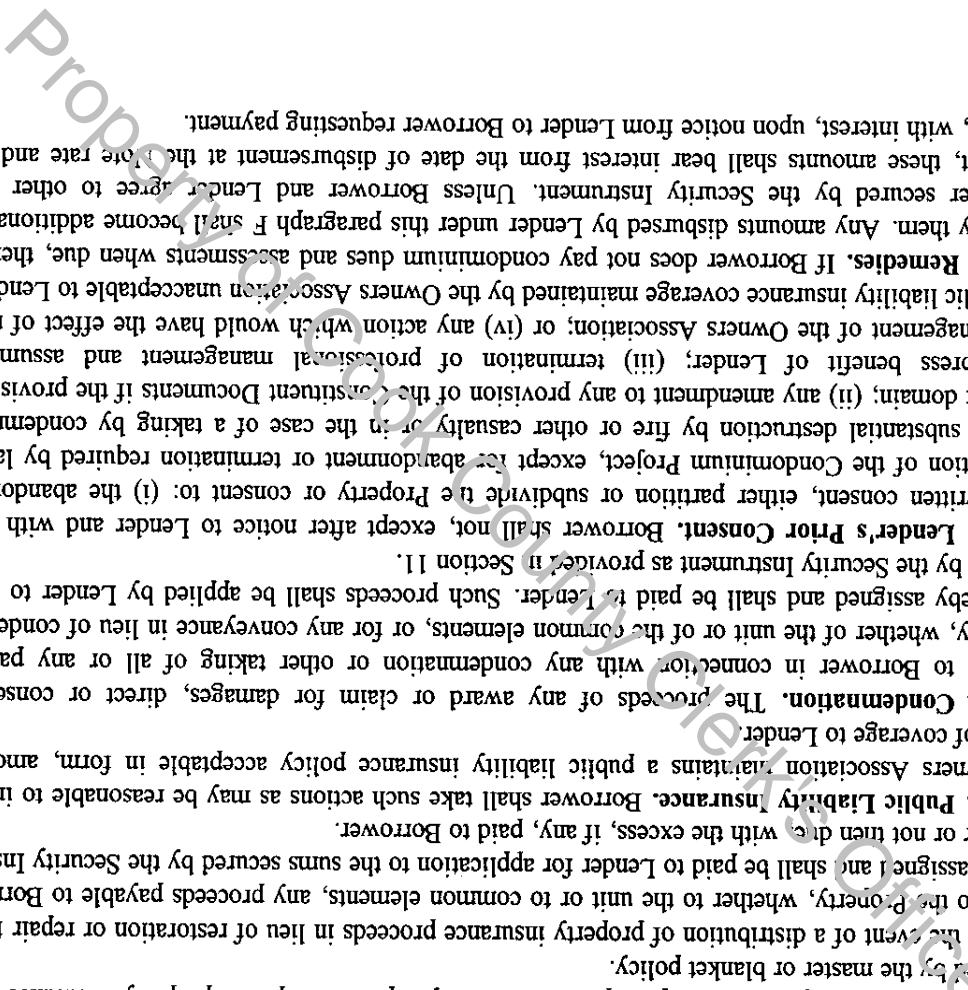 d by the master or blanket policy.
the event of a distribution of property insurance proceeds in lieu of restoration or repair f
o the Property, whether to the unit or to common elements, any proceeds payable to Borr
assigned and shall be paid to Lender for application to the sums secured by the Security Ins
r or not then due, with the excess, if any, paid to Borrower.
. Public Liability Insurance. Borrower shall take such actions as may be reasonable to in
ners Association maintains a public liability insurance policy acceptable in form, amo
of coverage to Lender.
. Condemnation. The proceeds of any award or claim for damages, direct or conse
to Borrower in connection with any condemnation or other taking of all or any pa
y, whether of the unit or of the common elements, or for any conveyance in lieu of conde
eby assigned and shall be paid to Lender. Such proceeds shall be applied by Lender to
by the Security Instrument as provided in Section 11.
Lender's Prior Consent. Borrower shall not, except after notice to Lender and with
ritten consent, either partition or subdivide the Property or consent to: (i) the abando
tion of the Condominium Project, except for abandonment or termination required by la
substantial destruction by fire or other casualty or in the case of a taking by condemn
t domain; (ii) any amendment to any provision of the Constituent Documents if the provis
press benefit of Lender; (iii) termination of professional management and assum
nagement of the Owners Association; or (iv) any action which would have the effect of r
lic liability insurance coverage maintained by the Owners Association unacceptable to Lend
Remedies. If Borrower does not pay condominium dues and assessments when due, the
y them. Any amounts disbursed by Lender under this paragraph F shall become additiona
er secured by the Security Instrument. Unless Borrower and Lender agree to other
t, these amounts shall bear interest from the date of disbursement at the Note rate and
, with interest, upon notice from Lender to Borrower requesting payment.
Property of Cook County Clerk's Office